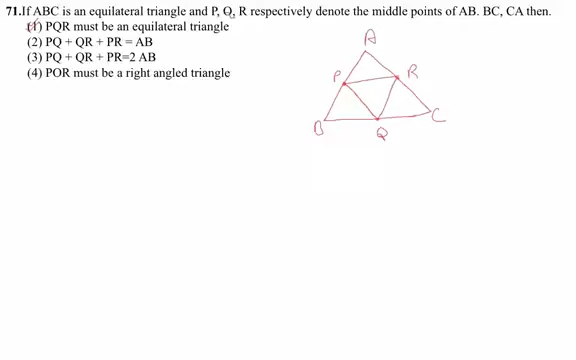 71.If ABC is an equilateral triangle and P, Q, R respectively denote the middle points of AB. BC, CA then.
(1) PQR must be an equilateral triangle
(2) PQ + QR + PR = AB
(3) PQ + QR + PR=2 AB
(4) POR must be a right angled triangle
A
P R
B Q C